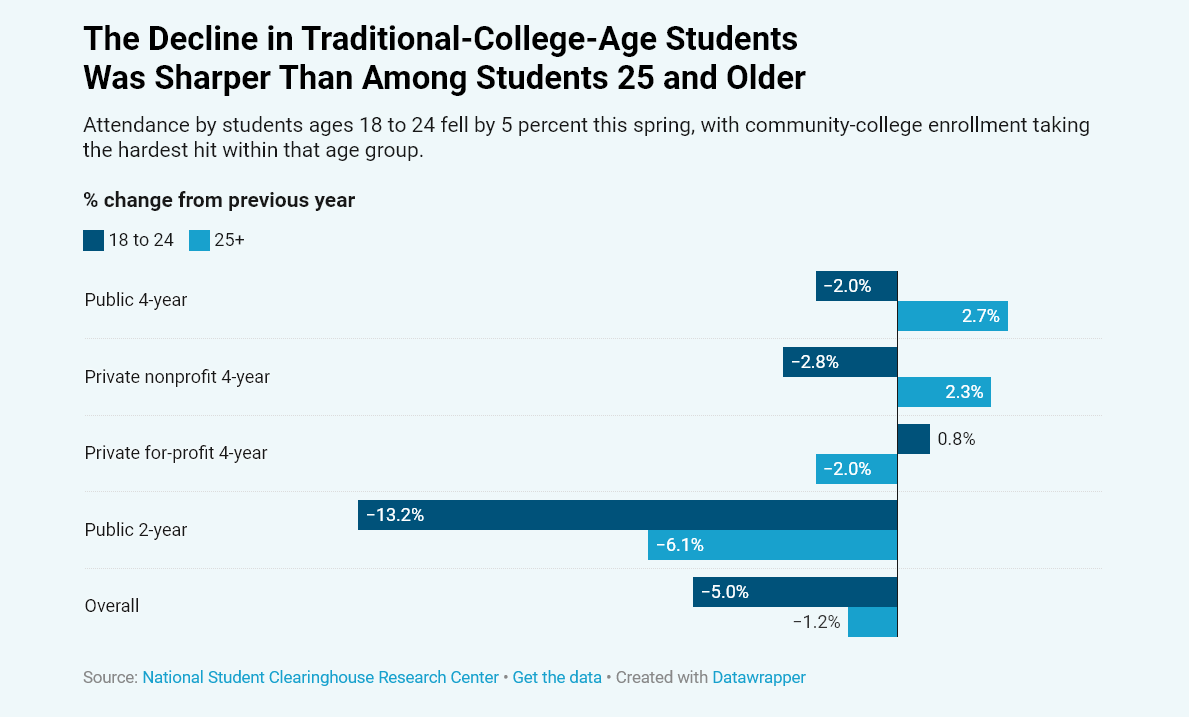 The Decline in Traditional-College-Age Students
Was Sharper Than Among Students 25 and Older
Attendance by students ages 18 to 24 fell by 5 percent this spring, with community-college enrollment taking
the hardest hit within that age group.
% change from previous year
18 to 24 25+
Public 4-year
−2.0%
2.7%
Private nonprofit 4-year
−2.8%
2.3%
Private for-profit 4-year
0.8%
−2.0%
Public 2-year
−13.2%
−6.1%
Overall
−5.0%
−1.2%
Source: National Student Clearinghouse Research Center • Get the data • Created with Datawrapper